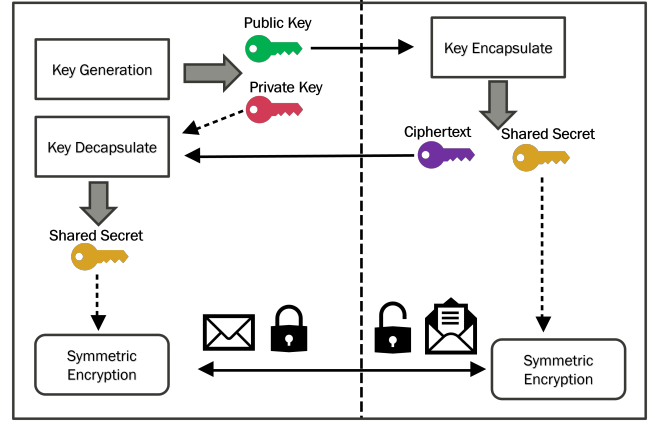 Public Key
Key Generation
Key Encapsulate
Private Key
Key Decapsulate
Ciphertext
Shared Secret
Shared Secret
Symmetric
Encryption
Symmetric
Encryption